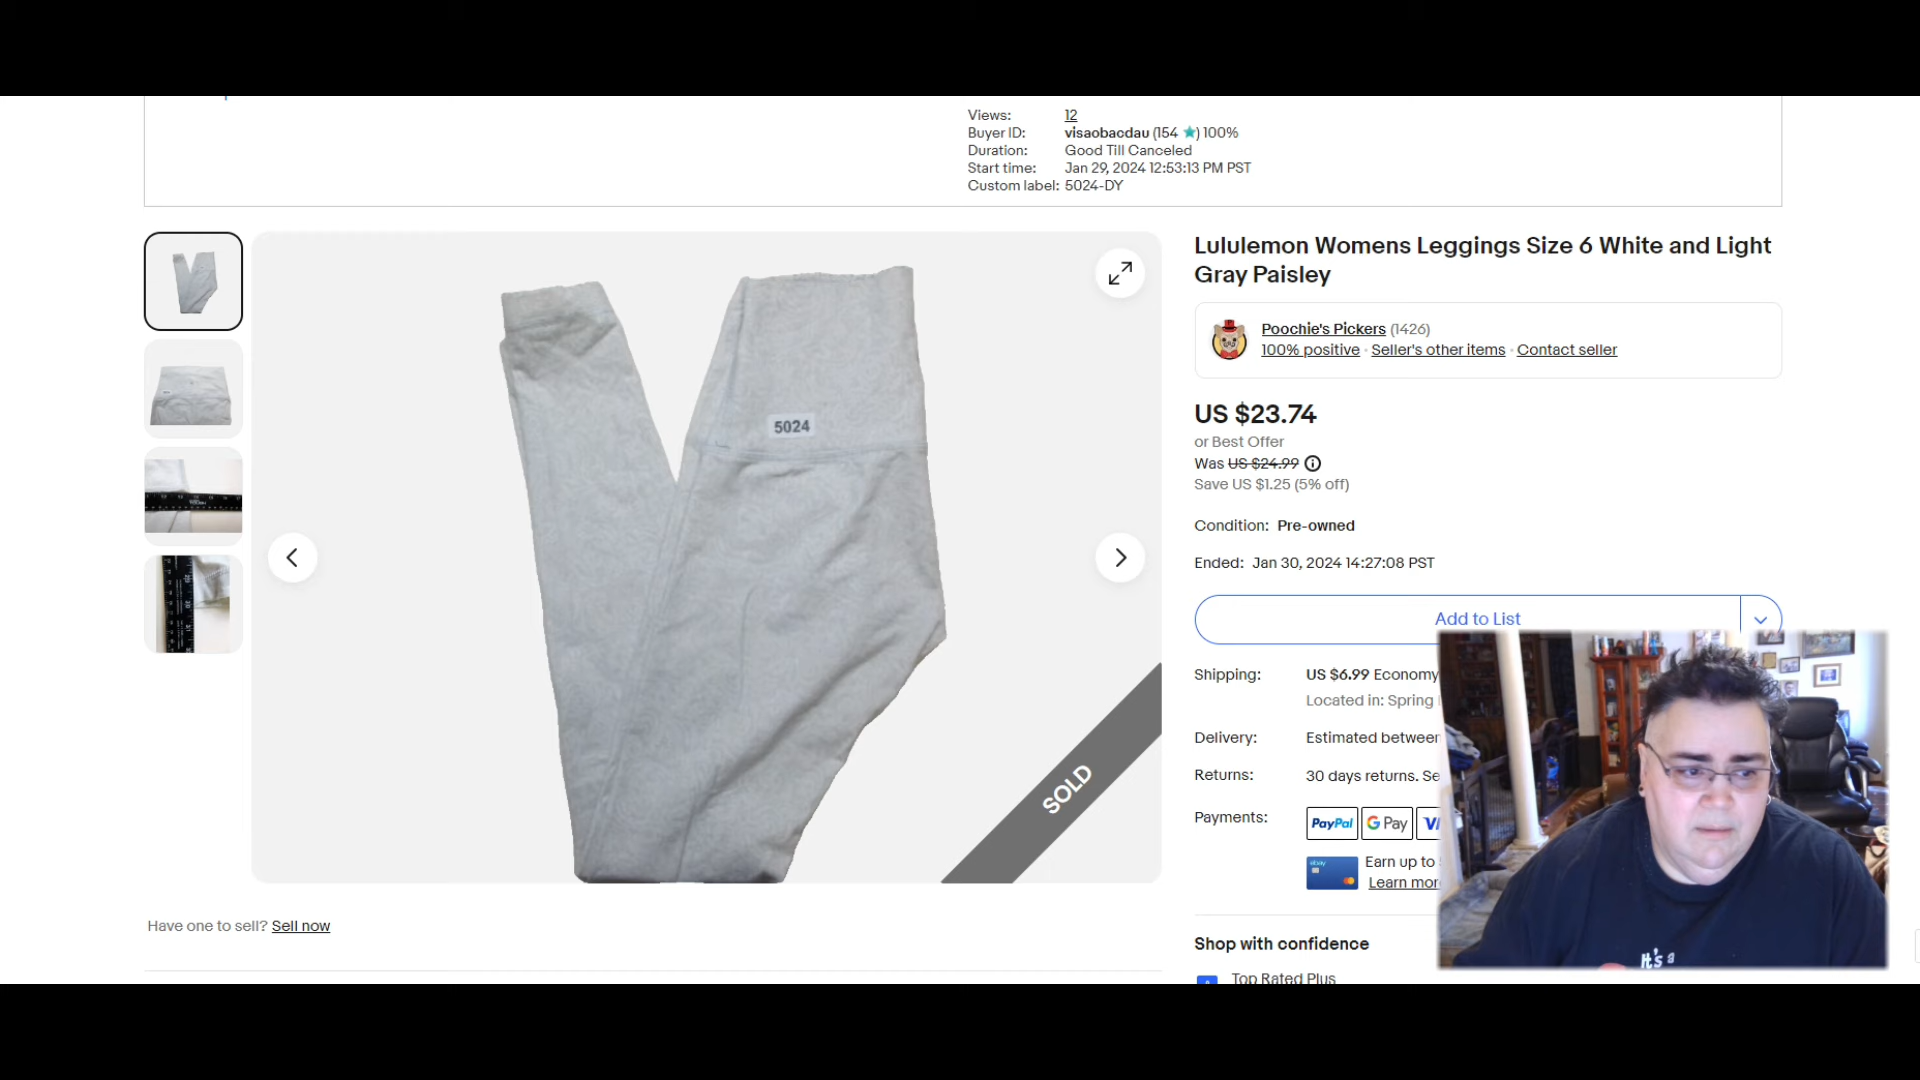 Views: 12
Buyer ID: visaobacdau (154 ★) 100%
Duration: Good Till Canceled
Start time: Jan 29, 2024 12:53:13 PM PST
Custom label: 5024-DY
Lululemon Womens Leggings Size 6 White and Light
Gray Paisley
Poochie's Pickers (1426)
100% positive · Seller's other items · Contact seller
5024
US $23.74
or Best Offer
Was US $24.99
Save US $1.25 (5% off)
Condition: Pre-owned
Ended: Jan 30, 2024 14:27:08 PST
Add to List
Shipping: US $6.99 Economy
Located in: Spring
Delivery: Estimated between
Returns: 30 days returns. Se
Payments: PayPal G Pay
ebay
Earn up to
Learn mor
SOLD
Have one to sell? Sell now
Shop with confidence
Top Rated Plus
It's a